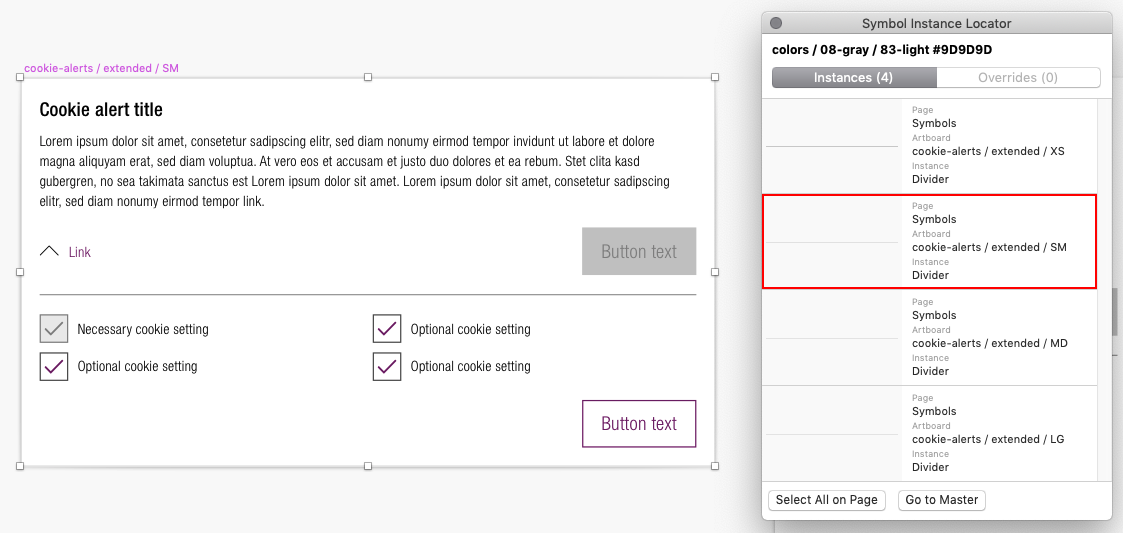 cookie-alerts / extended / SM
Cookie alert title
Lorem ipsum dolor sit amet, consetetur sadipscing elitr, sed diam nonumy eirmod tempor invidunt ut labore et dolore
magna aliquyam erat, sed diam voluptua. At vero eos et accusam et justo duo dolores et ea rebum. Stet clita kasd
gubergren, no sea takimata sanctus est Lorem ipsum dolor sit amet. Lorem ipsum dolor sit amet, consetetur sadipscing
elitr, sed diam nonumy eirmod tempor link.
Link
Button text
Necessary cookie setting
Optional cookie setting
Optional cookie setting
Optional cookie setting
Button text
Symbol Instance Locator
colors / 08-gray / 83-light #9D9D9D
Instances (4)
Overrides (0)
Page
Symbols
Artboard
cookie-alerts / extended / XS
Instance
Divider
Page
Symbols
Artboard
cookie-alerts / extended / SM
Instance
Divider
Page
Symbols
Artboard
cookie-alerts / extended / MD
Instance
Divider
Page
Symbols
Artboard
cookie-alerts / extended / LG
Instance
Divider
Select All on Page
Go to Master